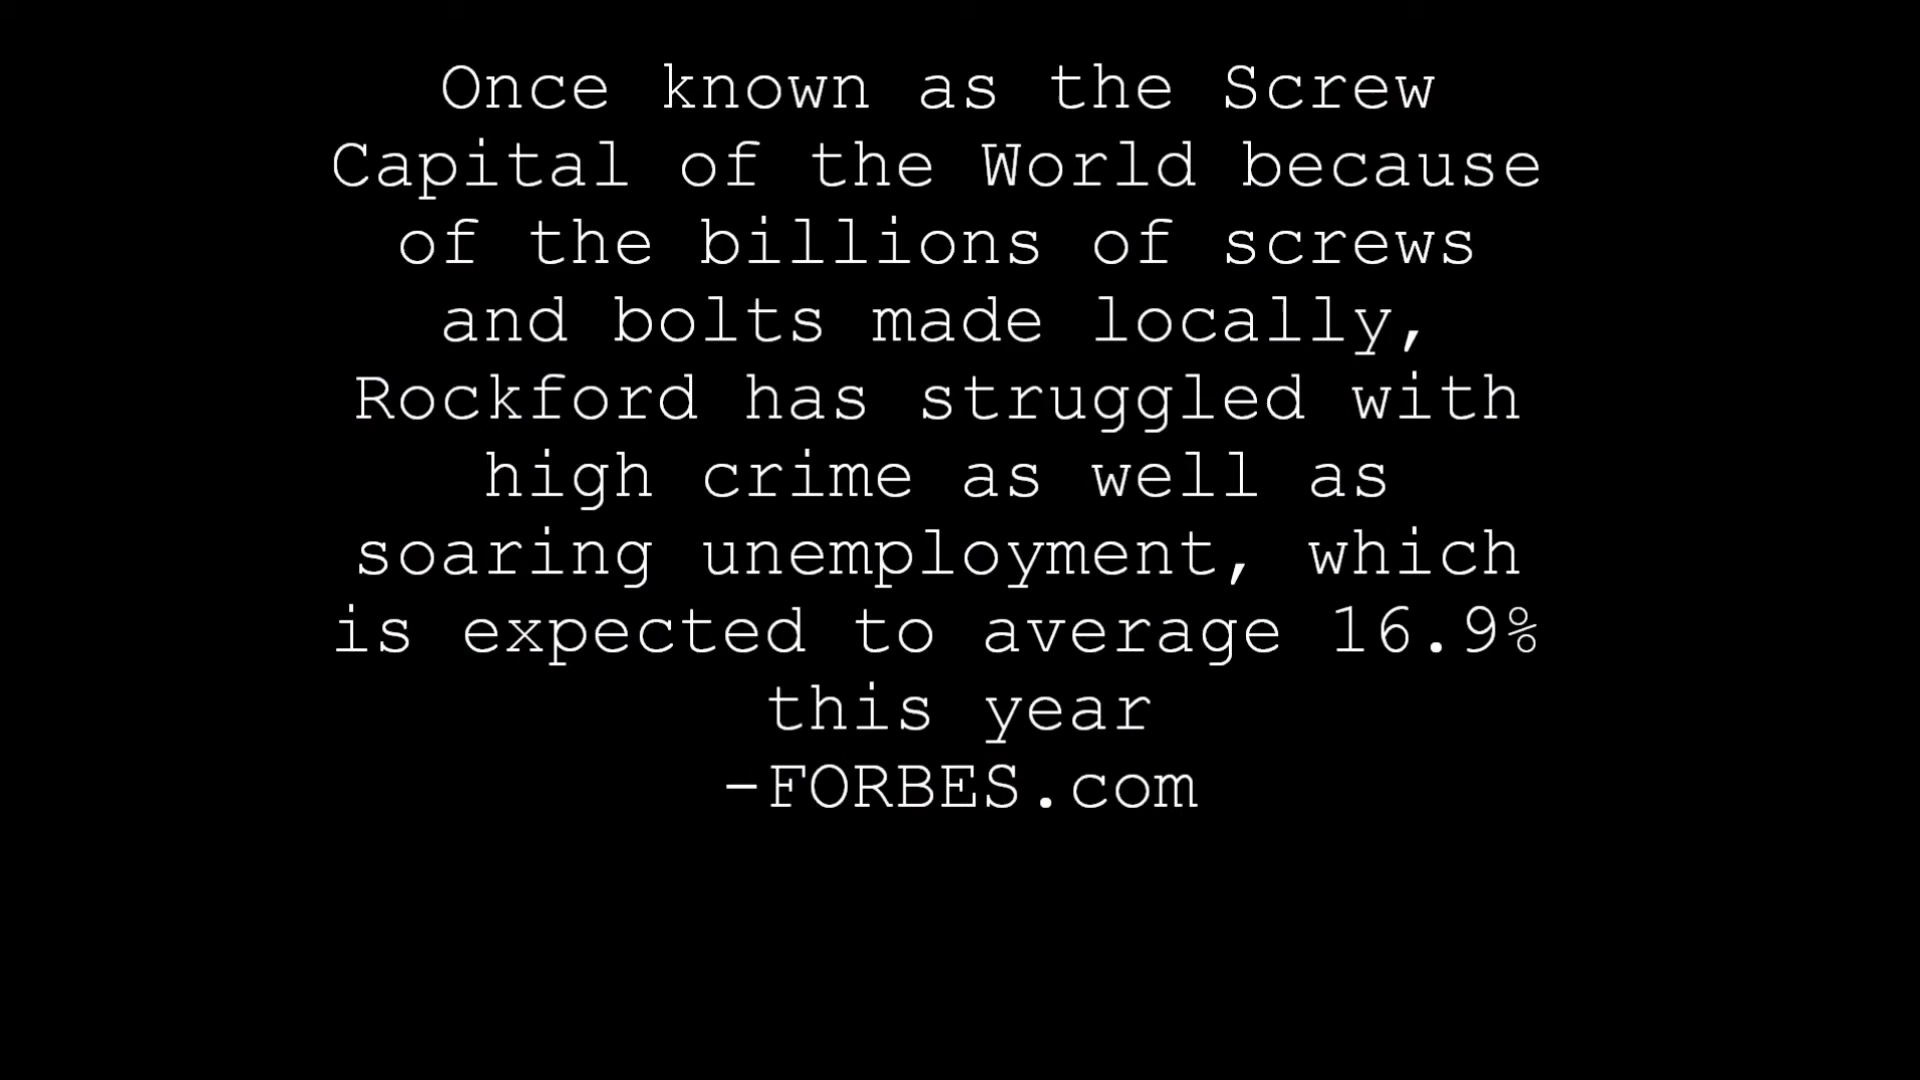 Once known as the Screw
Capital of the World because
of the billions of screws
and bolts made locally,
Rockford has struggled with
high crime as well as
soaring unemployment, which
is expected to average 16.9%
this year
-FORBES.com